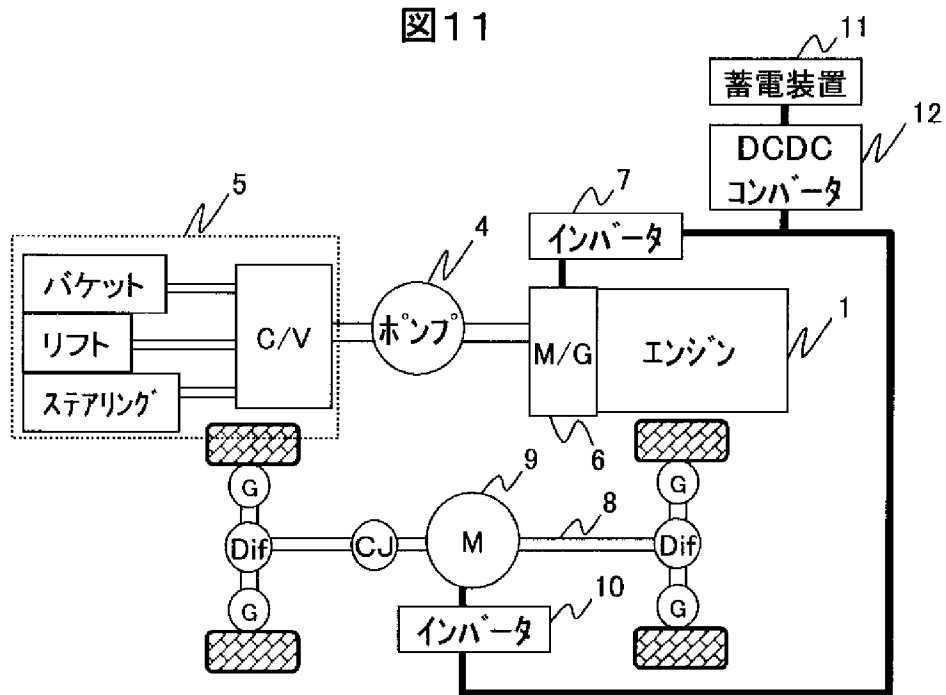 図11
11
蓄電装置
12
DCDC
コンバータ
7
インバータ
5
4
バケット
リフト
ステアリング
C/V
ポンプ
M/G
エンジン
1
6
9
8
G
G
Dif
CJ
M
Dif
G
G
10
インバータ